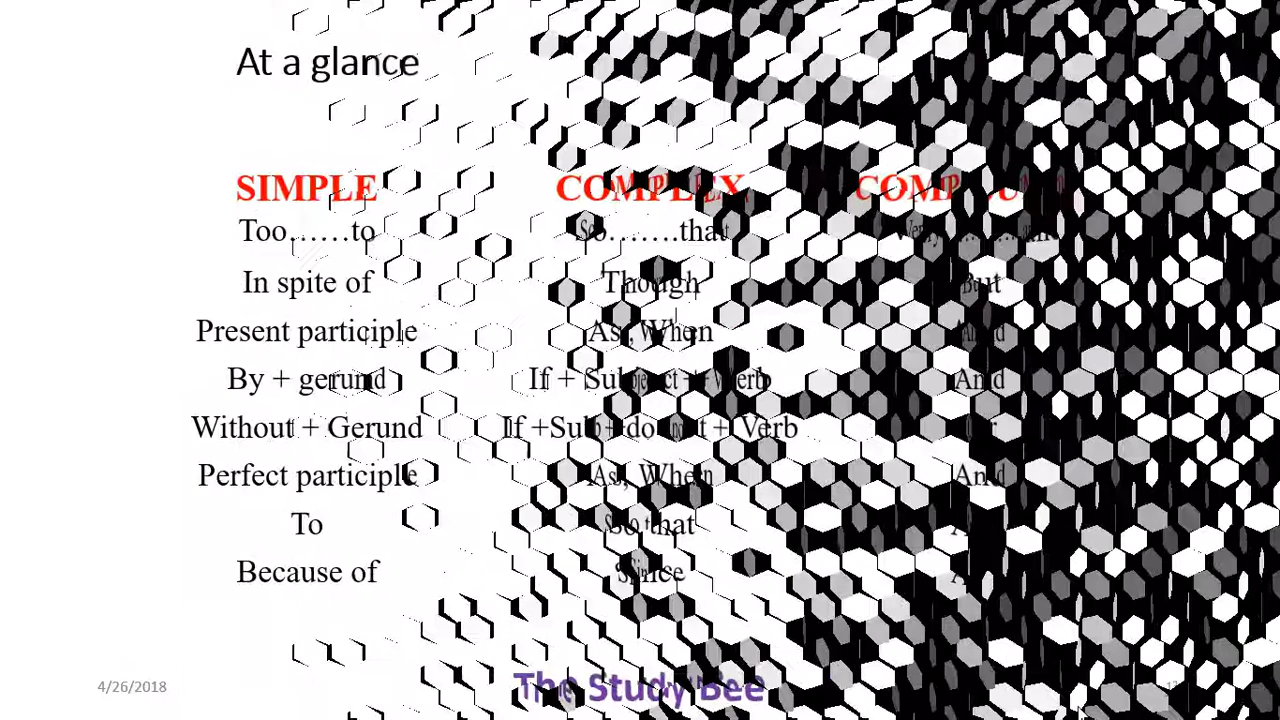 At a glance
SIMPLE COMPLEX
Too......to So.......that
In spite of Though But
Present participle As, When And
By + gerund If + Subject + Verb And
Without + Gerund If +Sub+do not + Verb
Perfect participle As, When And
To So that
Because of Since
4/26/2018 The Study Bee